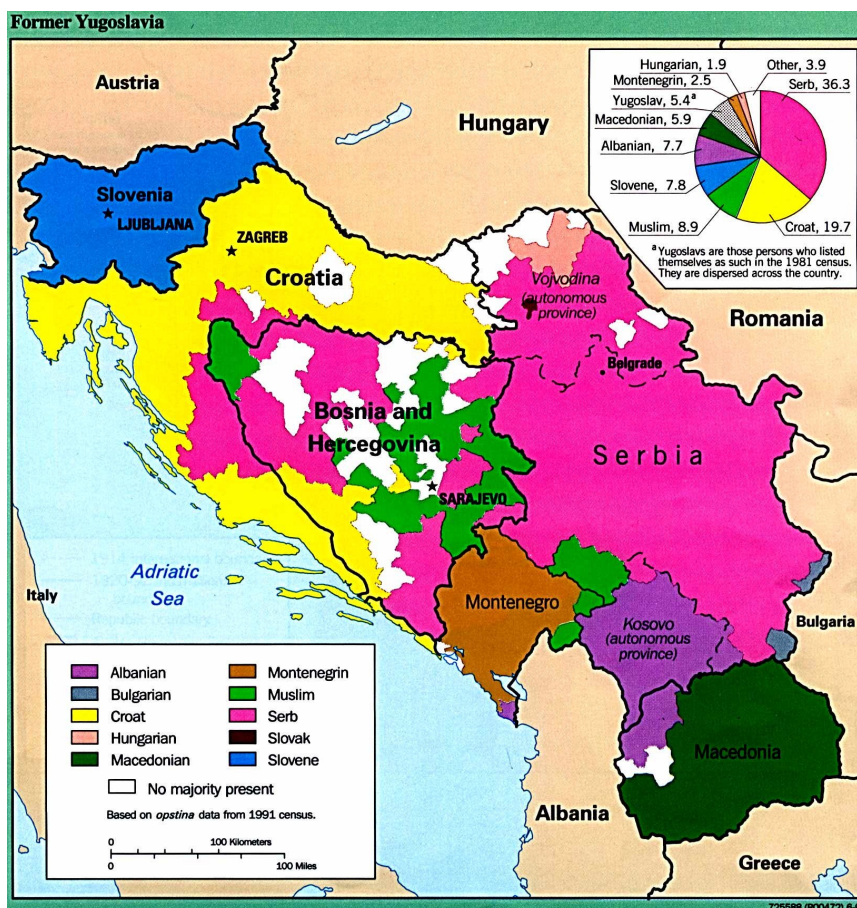 Former Yugoslavia
Austria
Hungary
Hungarian, 1.9
Other, 3.9
Montenegrin, 2.5
Serb, 36.3
Yugoslav, 5.4a
Macedonian, 5.9
Albanian, 7.7
Slovene, 7.8
Muslim, 8.9
Croat, 19.7
a Yugoslavs are those persons who listed
themselves as such in the 1981 census.
They are dispersed across the country.
Slovenia
LJUBLJANA
ZAGREB
Croatia
Vojvodina
(autonomous
province)
Romania
Belgrade
Bosnia and
Hercegovina
Serbia
SARAJEVO
Adriatic
Sea
Italy
Montenegro
Kosovo
(autonomous
province)
Bulgaria
Macedonia
Albania
Greece
Albanian
Bulgarian
Croat
Hungarian
Macedonian
Montenegrin
Muslim
Serb
Slovak
Slovene
No majority present
Based on opstina data from 1991 census.
0 100 Kilometers
0 100 Miles